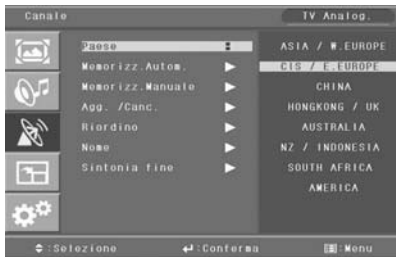 Canale TV Analog.
Paese : ASIA / W.EUROPE
Memorizz.Autom. ▶ CIS / E.EUROPE
Memorizz.Manuale ▶ CHINA
Agg. /Canc. ▶ HONGKONG / UK
Riordino ▶ AUSTRALIA
Nome ▶ NZ / INDONESIA
Sintonia fine ▶ SOUTH AFRICA
AMERICA
:Selezione :Conferma :Menu